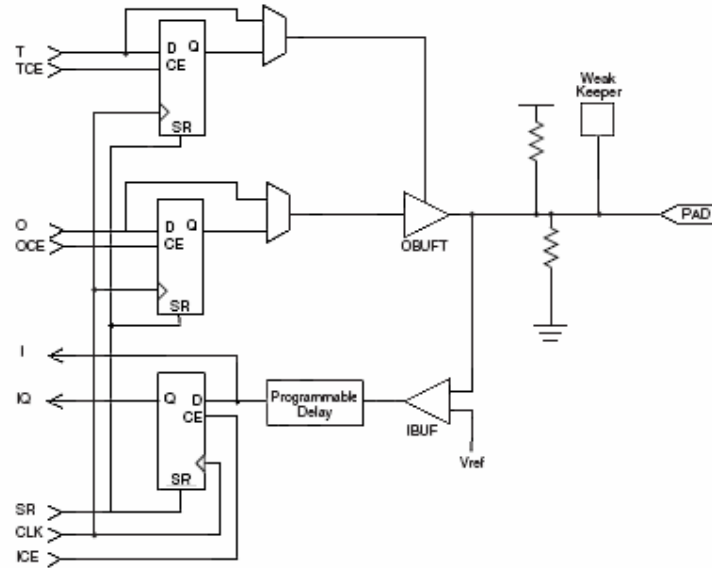 T
TCE
D Q
CE
SR
Weak
Keeper
O
OCE
D Q
CE
SR
OBUFT
PAD
I
IQ
Q D
CE
SR
Programmable
Delay
IBUF
Vref
SR
CLK
ICE